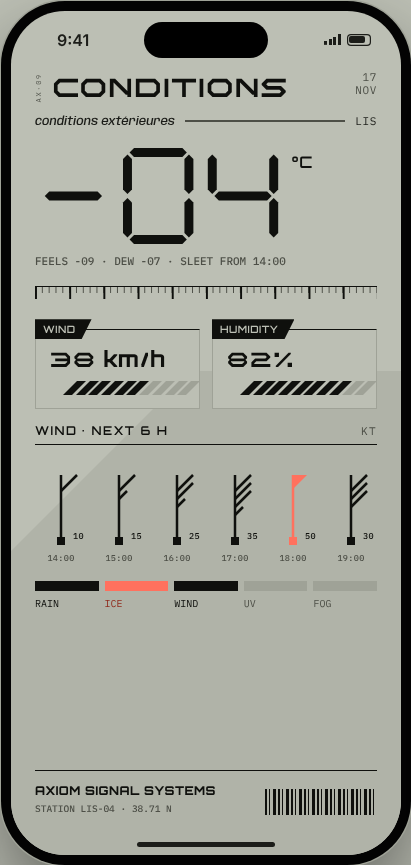 9:41
AX-09
CONDITIONS
17
NOV
conditions extérieures
LIS
-04 °C
FEELS -09 · DEW -07 · SLEET FROM 14:00
WIND
38 km/h
HUMIDITY
82%
WIND · NEXT 6 H
KT
10 15 25 35 50 30
14:00 15:00 16:00 17:00 18:00 19:00
RAIN ICE WIND UV FOG
AXIOM SIGNAL SYSTEMS
STATION LIS-04 · 38.71 N